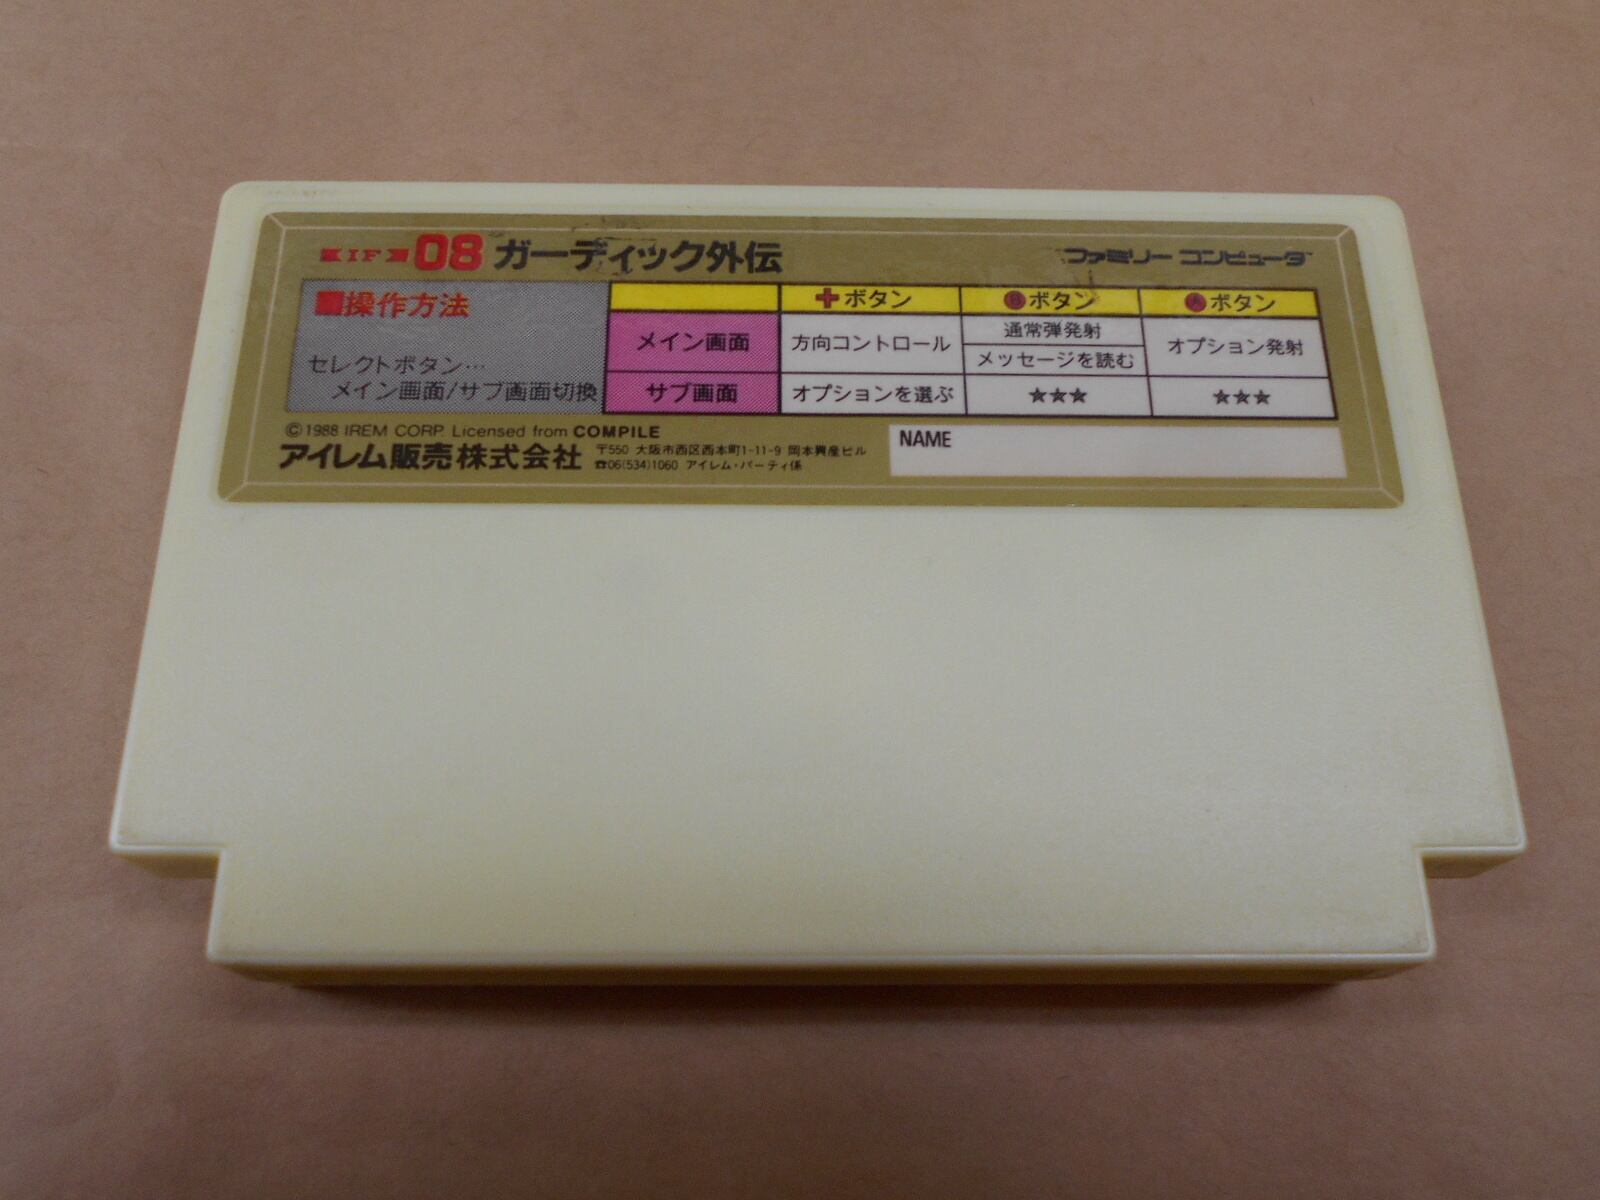 IF 08 ガーディック外伝
ファミリー コンピュータ
■操作方法
セレクトボタン…
メイン画面/サブ画面切換
+ボタン Ⓑボタン Ⓐボタン
メイン画面 方向コントロール 通常弾発射 オプション発射
メッセージを読む
サブ画面 オプションを選ぶ ★★★ ★★★
©1988 IREM CORP. Licensed from COMPILE
アイレム販売株式会社
〒550 大阪市西区西本町1-11-9 岡本興産ビル
☎06(534)1060 アイレム・パーティ係
NAME